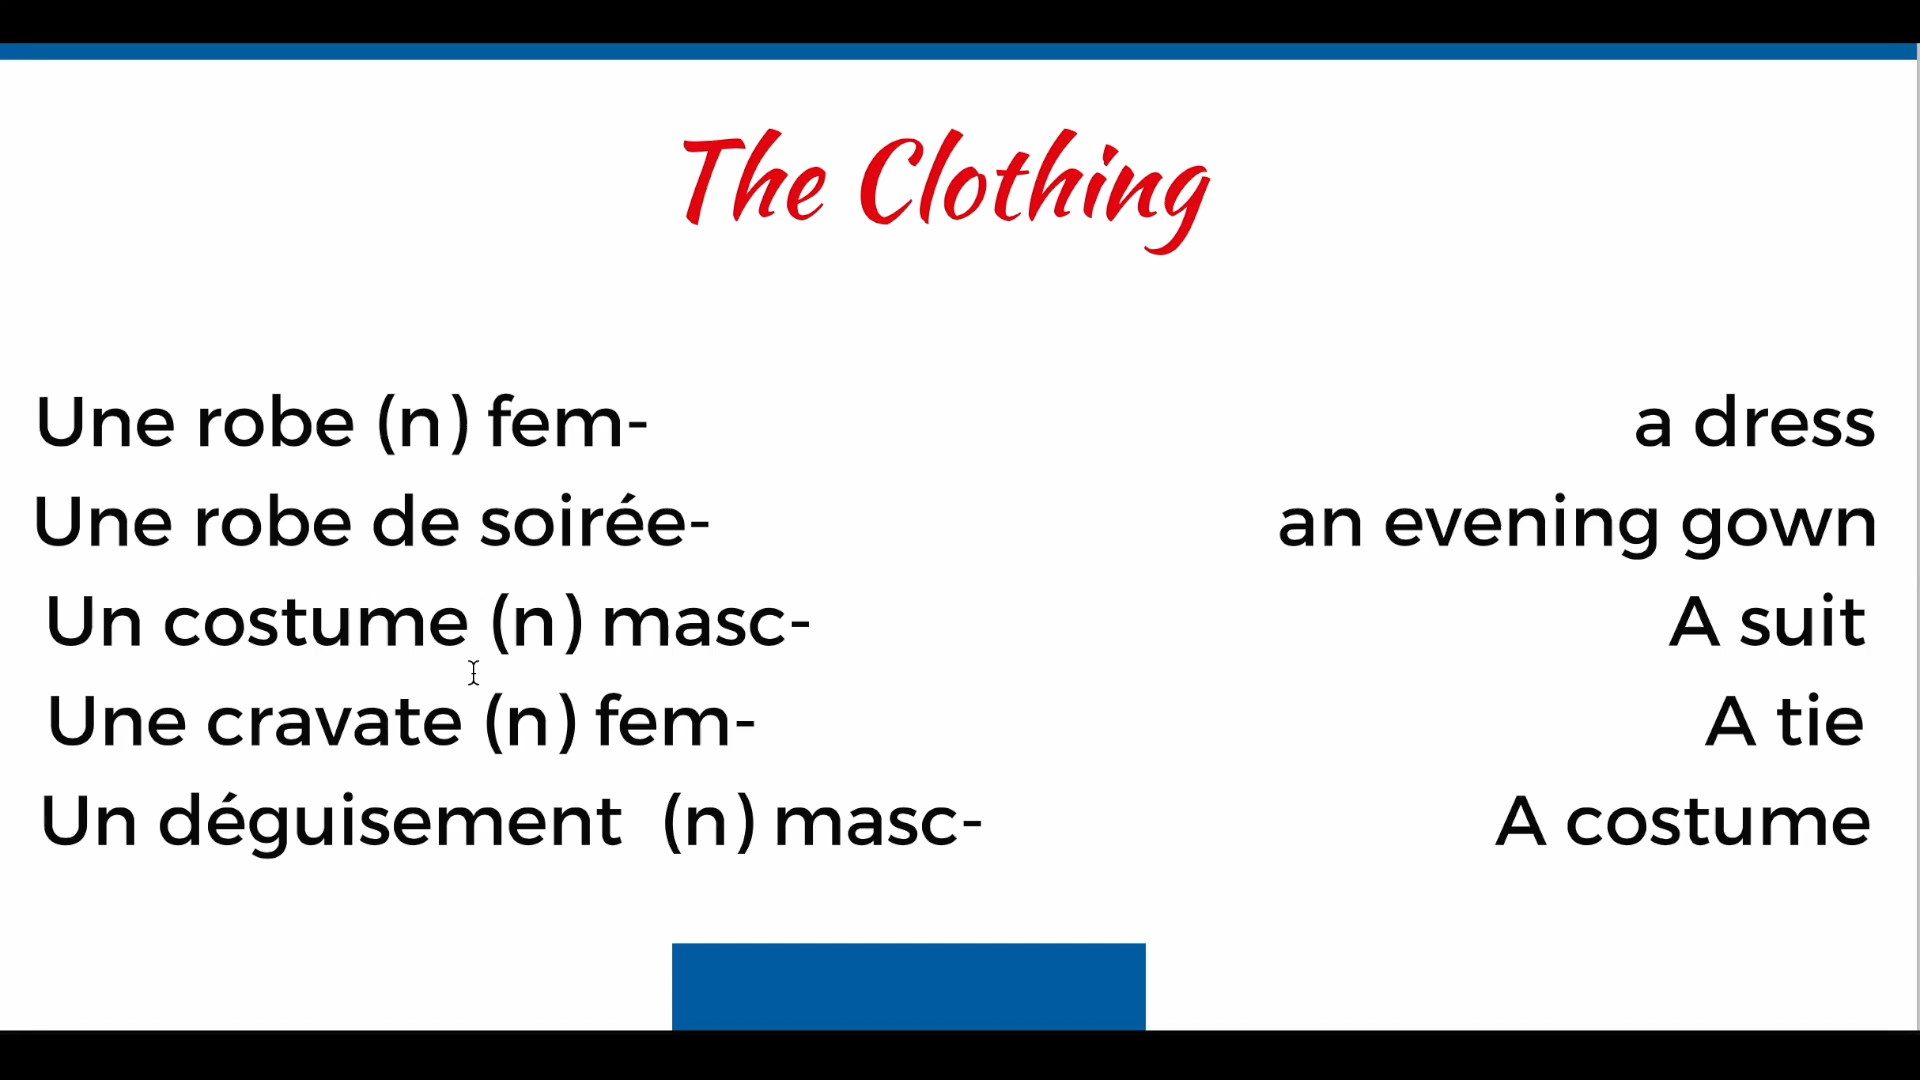 The Clothing
Une robe (n) fem- a dress
Une robe de soirée- an evening gown
Un costume (n) masc- A suit
Une cravate (n) fem- A tie
Un déguisement (n) masc- A costume